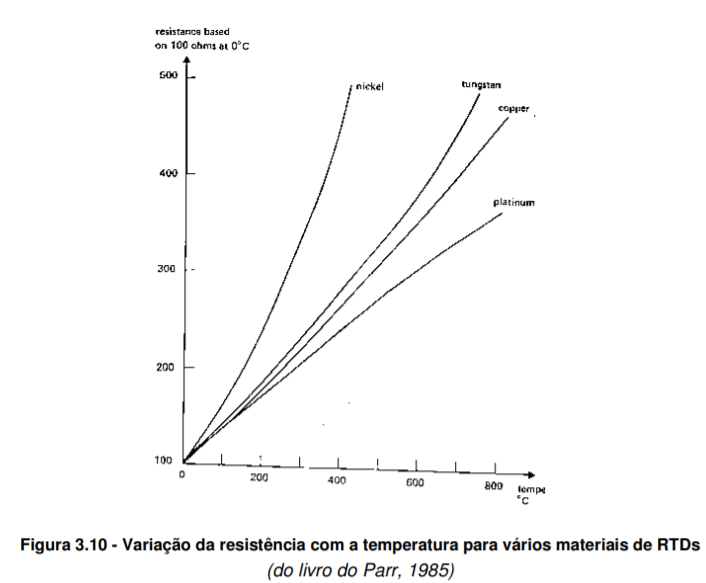 resistance based
on 100 ohms at 0°C
500
nickel
tungsten
copper
400
platinum
300
200
100
0
200
400
600
800
tempe
°C
Figura 3.10 - Variação da resistência com a temperatura para vários materiais de RTDs
(do livro do Parr, 1985)